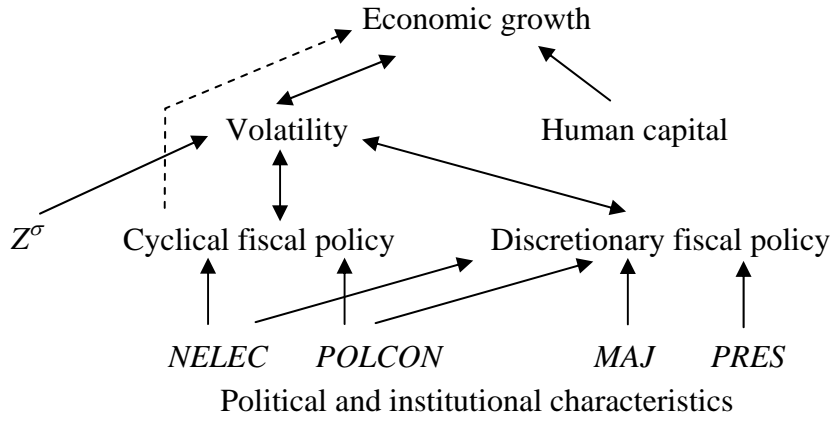 Economic growth
Volatility Human capital
Z^σ Cyclical fiscal policy Discretionary fiscal policy
NELEC POLCON MAJ PRES
Political and institutional characteristics